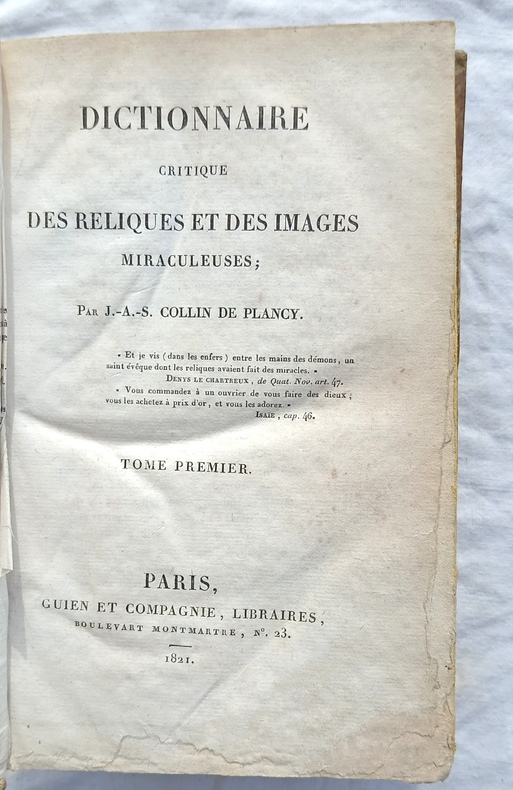 DICTIONNAIRE
CRITIQUE
DES RELIQUES ET DES IMAGES
MIRACULEUSES;
PAR J.-A.-S. COLLIN DE PLANCY.
« Et je vis (dans les enfers) entre les mains des démons, un
saint évêque dont les reliques avaient fait des miracles. »
DENYS LE CHARTREUX, de Quat. Nov. art. 47.
« Vous commandez à un ouvrier de vous faire des dieux;
vous les achetez à prix d'or, et vous les adorez. »
ISAÏE, cap. 46.
TOME PREMIER.
PARIS,
GUIEN ET COMPAGNIE, LIBRAIRES,
BOULEVART MONTMARTRE, N°. 23.
1821.